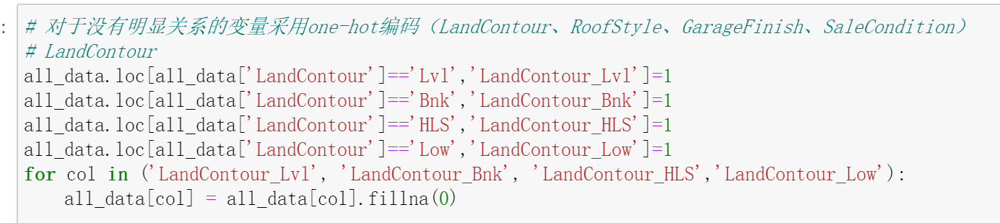 :
# 对于没有明显关系的变量采用one-hot编码（LandContour、RoofStyle、GarageFinish、SaleCondition）
# LandContour
all_data.loc[all_data['LandContour']=='Lvl','LandContour_Lvl']=1
all_data.loc[all_data['LandContour']=='Bnk','LandContour_Bnk']=1
all_data.loc[all_data['LandContour']=='HLS','LandContour_HLS']=1
all_data.loc[all_data['LandContour']=='Low','LandContour_Low']=1
for col in ('LandContour_Lvl', 'LandContour_Bnk', 'LandContour_HLS','LandContour_Low'):
    all_data[col] = all_data[col].fillna(0)